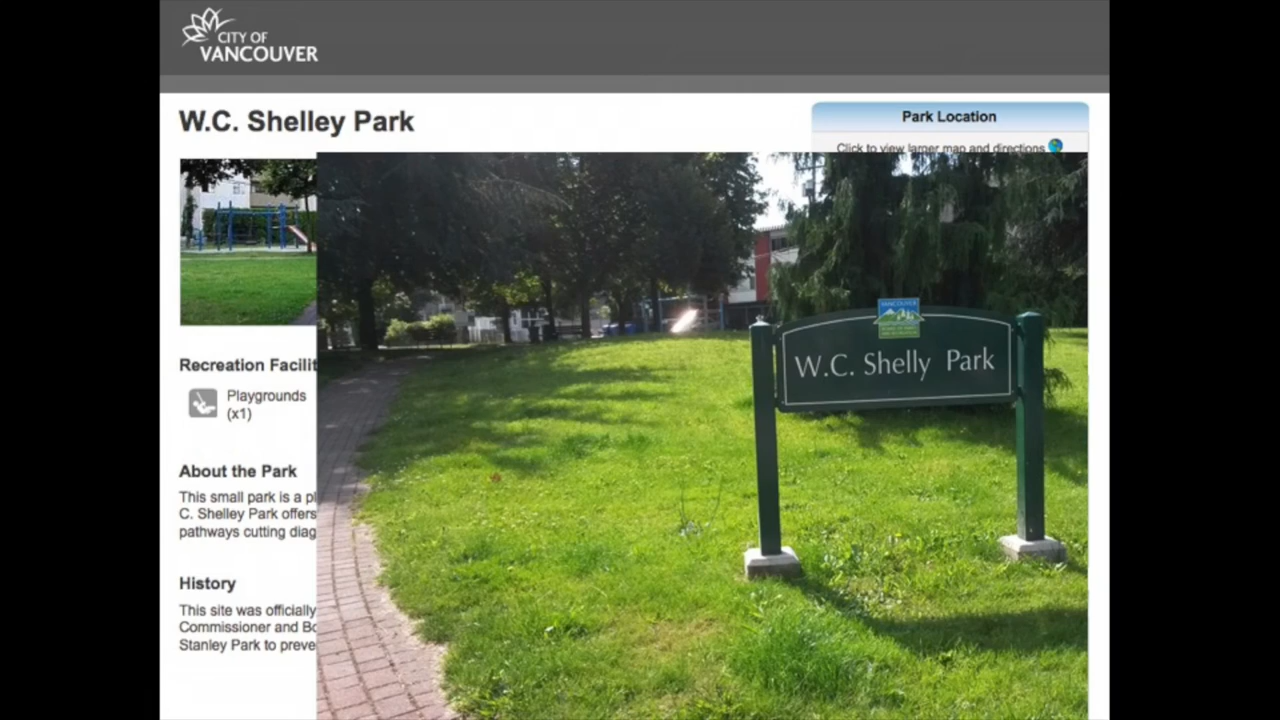 CITY OF
VANCOUVER
W.C. Shelley Park
Park Location
Click to view larger map and directions
VANCOUVER
W.C. Shelly Park
Recreation Facilit
Playgrounds
(x1)
About the Park
This small park is a pl
C. Shelley Park offers
pathways cutting diag
History
This site was officially
Commissioner and Bo
Stanley Park to preve